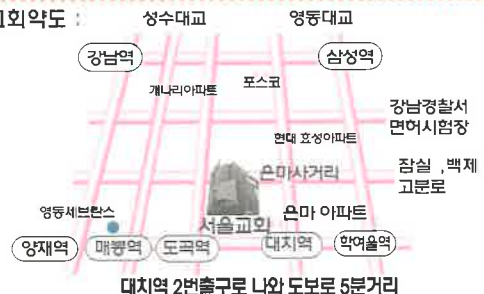 회약도 :
성수대교
영동대교
강남역
삼성역
개나리아파트
포스코
강남경찰서
면허시험장
현대 효성아파트
은마사거리
잠실 ,백제
고분로
영동세브란스
서울교회
은마 아파트
양재역
매봉역
도곡역
대치역
학여울역
대치역 2번출구로 나와 도보로 5분거리